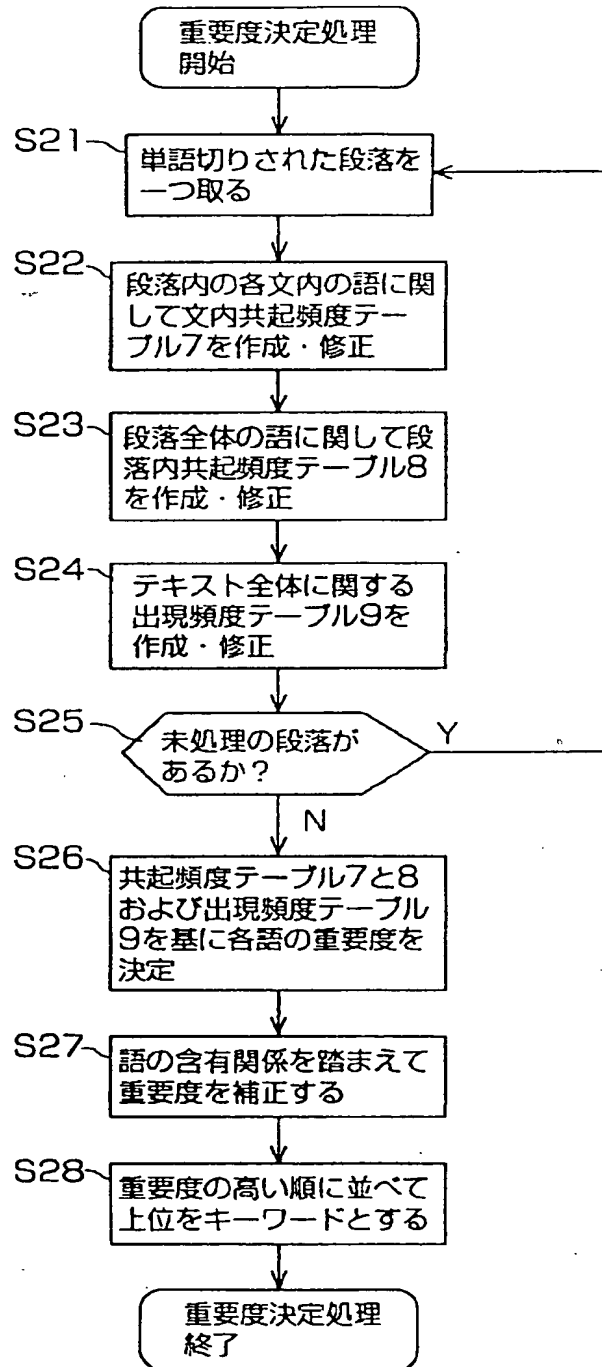 重要度決定処理
開始
S21
単語切りされた段落を
一つ取る
S22
段落内の各文内の語に関
して文内共起頻度テー
ブル7を作成・修正
S23
段落全体の語に関して段
落内共起頻度テーブル8
を作成・修正
S24
テキスト全体に関する
出現頻度テーブル9を
作成・修正
S25
未処理の段落が
あるか?
Y
N
S26
共起頻度テーブル7と8
および出現頻度テーブル
9を基に各語の重要度を
決定
S27
語の含有関係を踏まえて
重要度を補正する
S28
重要度の高い順に並べて
上位をキーワードとする
重要度決定処理
終了